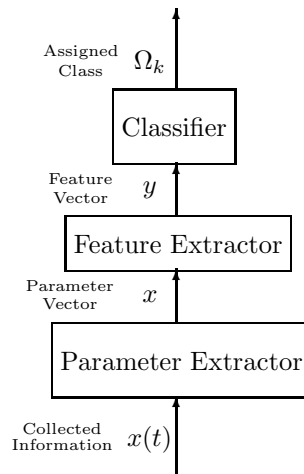 Assigned
Class
Ωk
Classifier
Feature
Vector
y
Feature Extractor
Parameter
Vector
x
Parameter Extractor
Collected
Information
x(t)